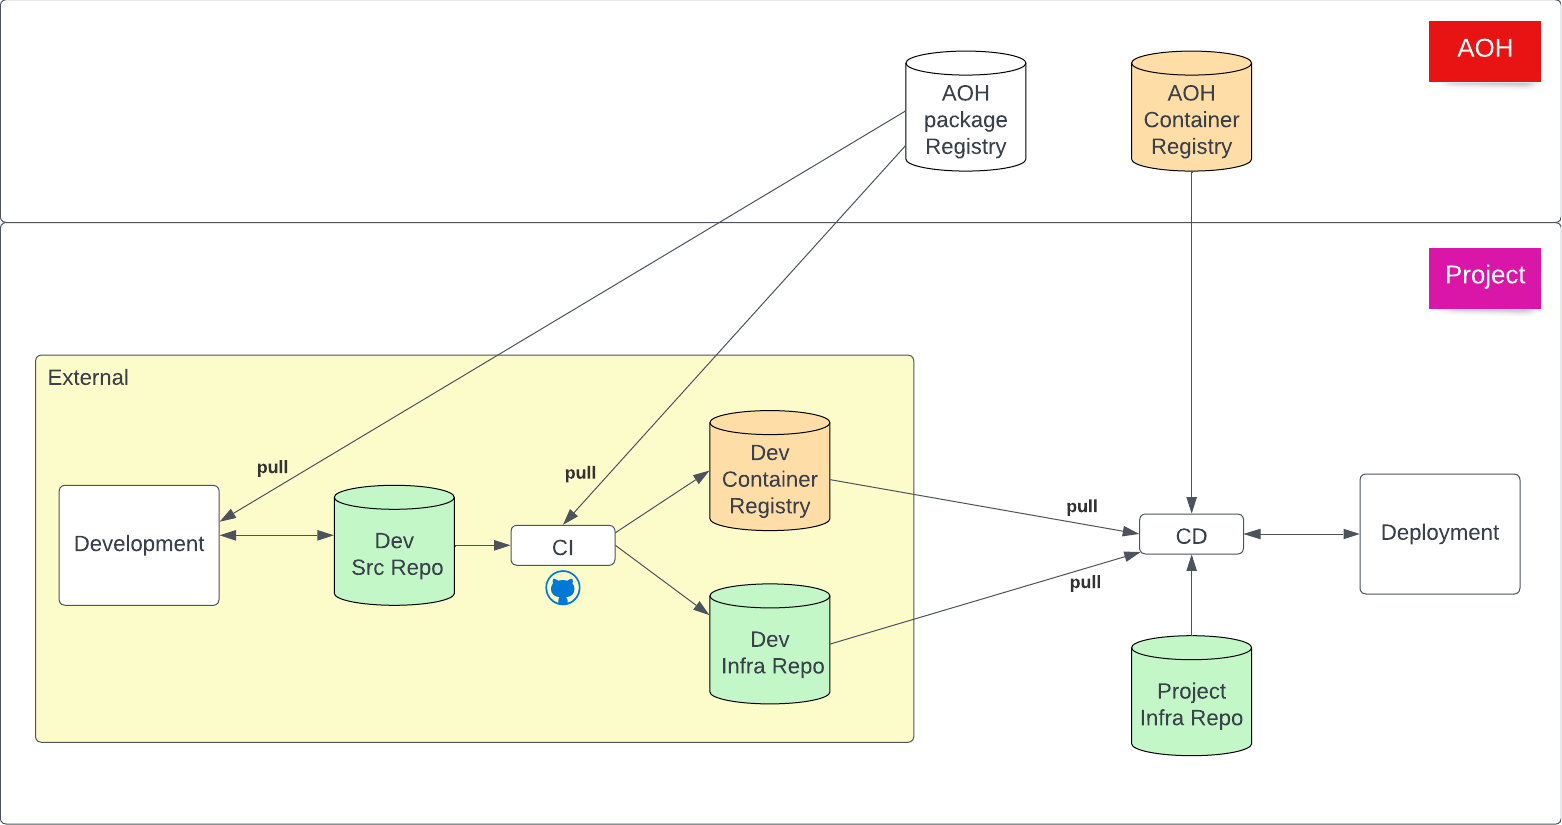 AOH
AOH
package
Registry
AOH
Container
Registry
Project
External
pull
pull
Development
Dev
Src Repo
CI
Dev
Container
Registry
Dev
Infra Repo
pull
pull
CD
Deployment
Project
Infra Repo